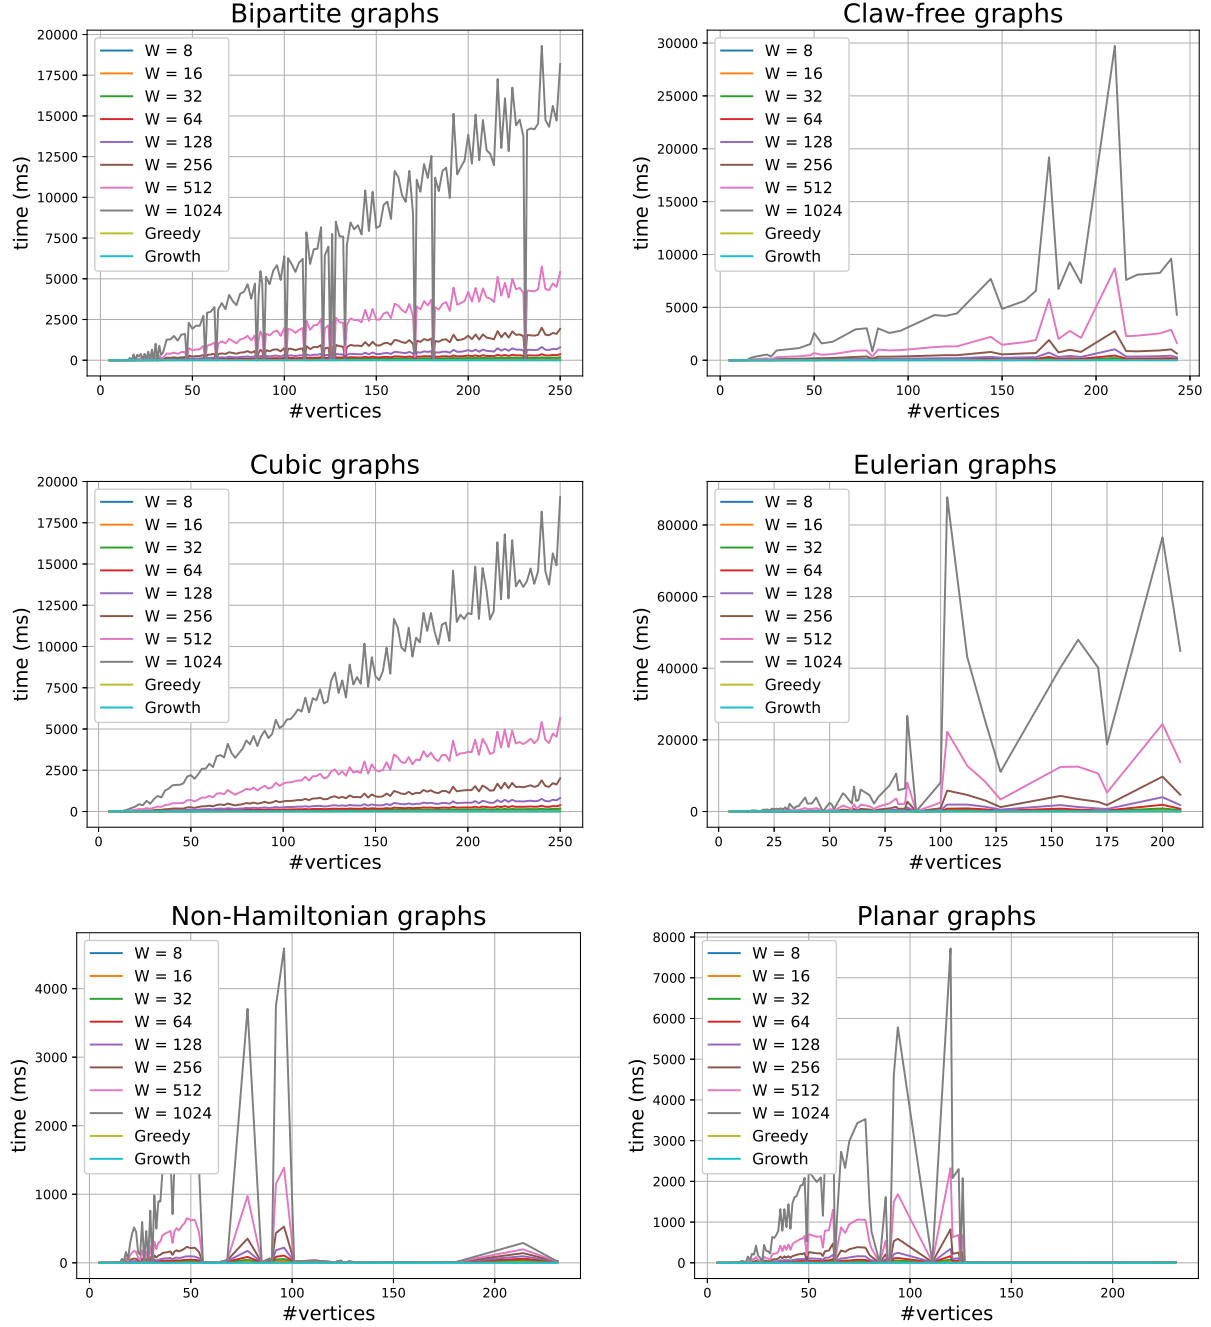 Bipartite graphs
time (ms)
20000
17500
15000
12500
10000
7500
5000
2500
0
W = 8
W = 16
W = 32
W = 64
W = 128
W = 256
W = 512
W = 1024
Greedy
Growth
0 50 100 150 200 250
#vertices
Claw-free graphs
time (ms)
30000
25000
20000
15000
10000
5000
0
W = 8
W = 16
W = 32
W = 64
W = 128
W = 256
W = 512
W = 1024
Greedy
Growth
0 50 100 150 200 250
#vertices
Cubic graphs
time (ms)
20000
17500
15000
12500
10000
7500
5000
2500
0
W = 8
W = 16
W = 32
W = 64
W = 128
W = 256
W = 512
W = 1024
Greedy
Growth
0 50 100 150 200 250
#vertices
Eulerian graphs
time (ms)
80000
60000
40000
20000
0
W = 8
W = 16
W = 32
W = 64
W = 128
W = 256
W = 512
W = 1024
Greedy
Growth
0 25 50 75 100 125 150 175 200
#vertices
Non-Hamiltonian graphs
time (ms)
4000
3000
2000
1000
0
W = 8
W = 16
W = 32
W = 64
W = 128
W = 256
W = 512
W = 1024
Greedy
Growth
0 50 100 150 200
#vertices
Planar graphs
time (ms)
8000
7000
6000
5000
4000
3000
2000
1000
0
W = 8
W = 16
W = 32
W = 64
W = 128
W = 256
W = 512
W = 1024
Greedy
Growth
0 50 100 150 200
#vertices